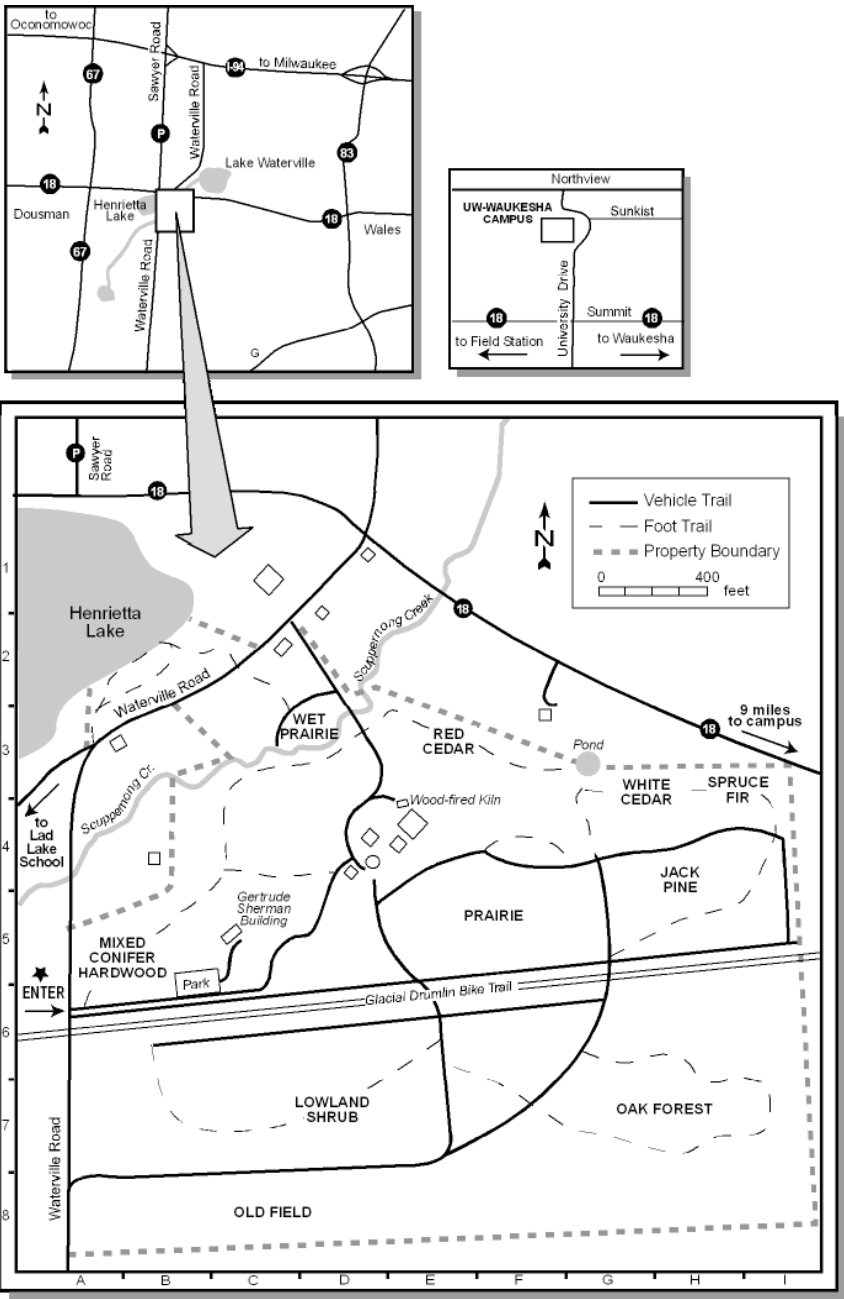 to
Oconomowoc
Sawyer Road
67
I-94
to Milwaukee
N
Waterville Road
P
83
Lake Waterville
18
Dousman
Henrietta
Lake
18
Wales
67
Waterville Road
G
Northview
UW-WAUKESHA
CAMPUS
Sunkist
University Drive
Summit
18
18
to Field Station
to Waukesha
P
Sawyer
Road
18
Vehicle Trail
Foot Trail
Property Boundary
0
400
feet
N
1
Henrietta
Lake
Scuppernong Creek
18
2
Waterville Road
9 miles
to campus
18
WET
PRAIRIE
RED
CEDAR
Pond
3
Scuppernong Cr.
WHITE
CEDAR
SPRUCE
FIR
Wood-fired Kiln
to
Lad
Lake
School
4
JACK
PINE
Gertrude
Sherman
Building
PRAIRIE
5
MIXED
CONIFER
HARDWOOD
Park
ENTER
Glacial Drumlin Bike Trail
6
LOWLAND
SHRUB
OAK FOREST
7
Waterville Road
8
OLD FIELD
A
B
C
D
E
F
G
H
I